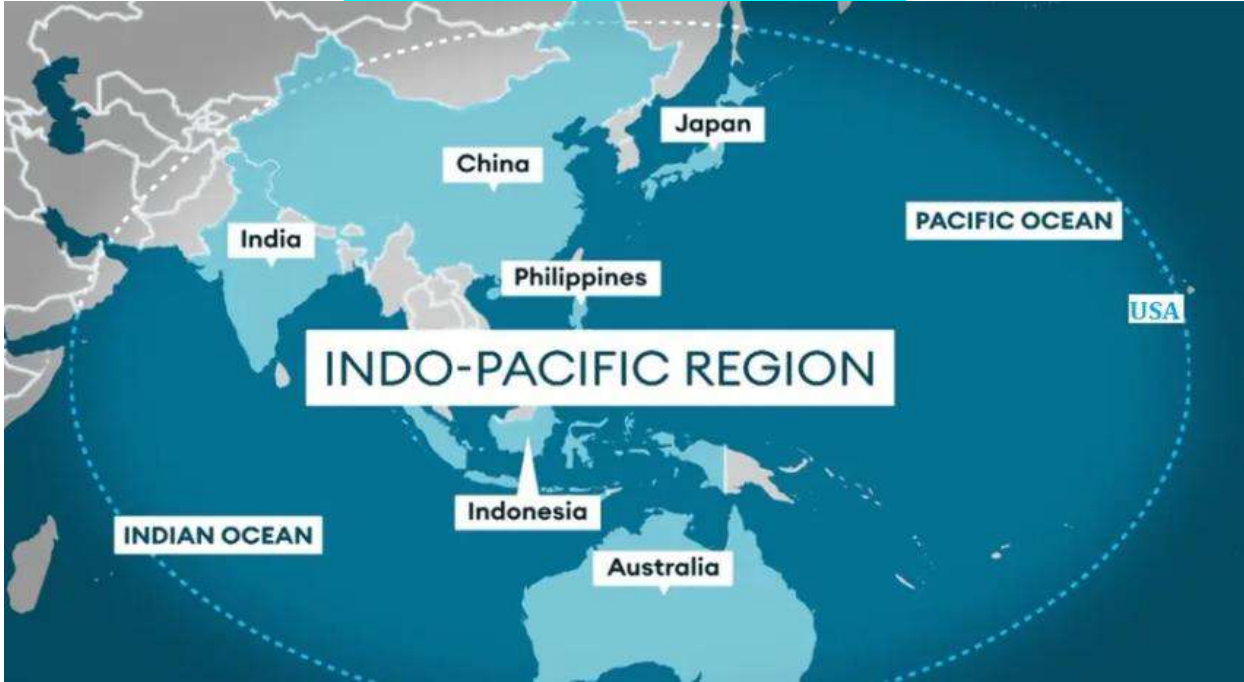 Japan
China
PACIFIC OCEAN
India
Philippines
USA
INDO-PACIFIC REGION
Indonesia
INDIAN OCEAN
Australia